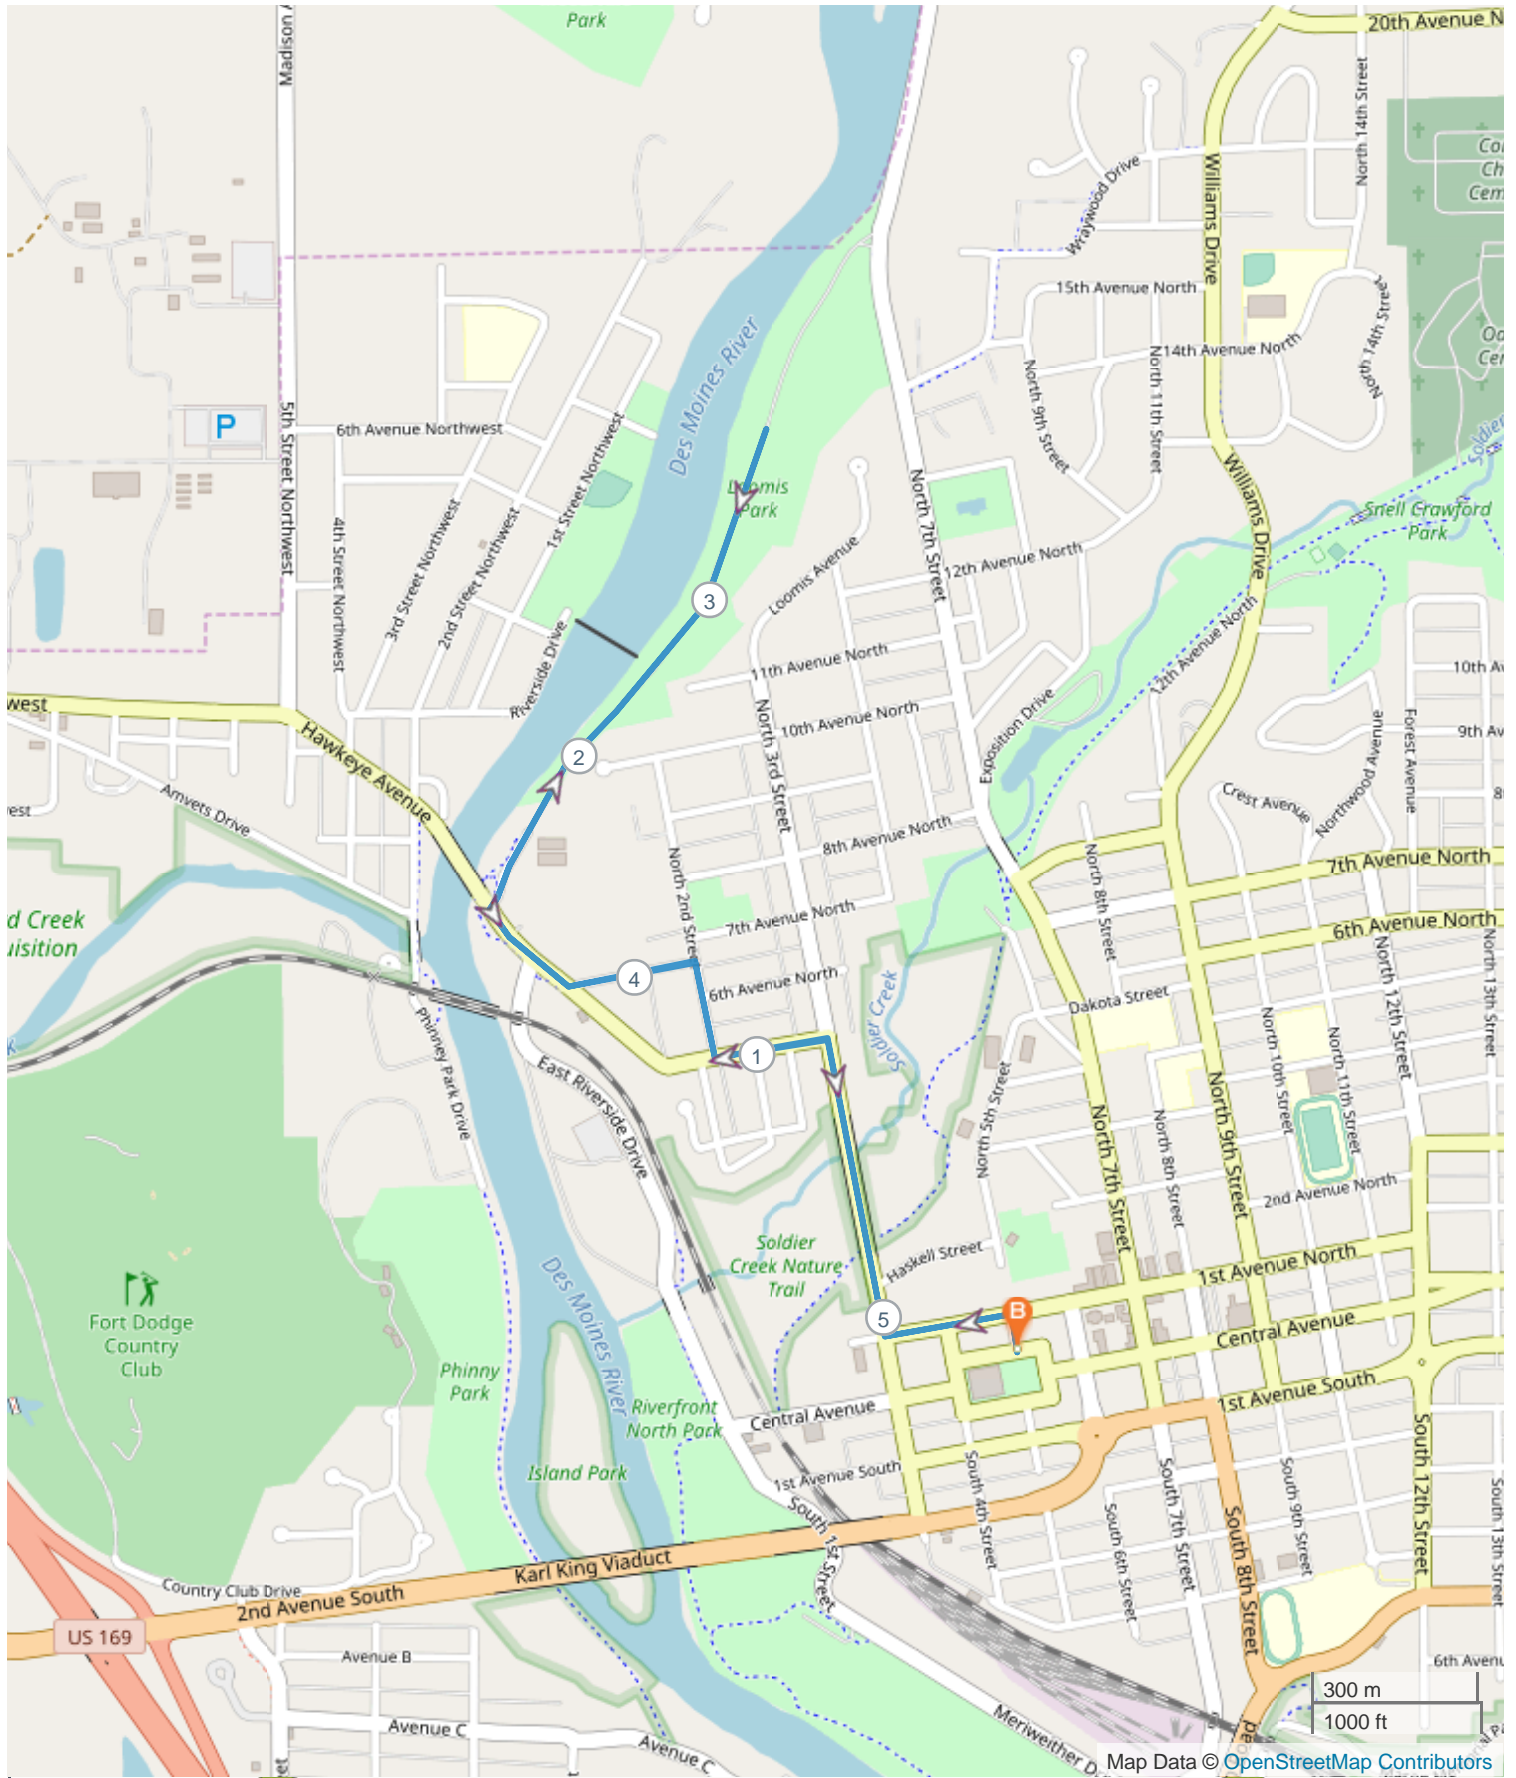 Park
20th Avenue N
Madison
North 14th Street
Williams Drive
Wraywood Drive
15th Avenue North
14th Avenue North
North 14th Street
North 11th Street
North 9th Street
Des Moines River
5th Street Northwest
P
6th Avenue Northwest
1st Street Northwest
Loomis
Park
North 7th Street
Williams Drive
Soldier
Snell Crawford
Park
4th Street Northwest
3rd Street Northwest
2nd Street Northwest
Riverside Drive
3
Loomis Avenue
12th Avenue North
12th Avenue North
11th Avenue North
10th Avenue North
10th Av
west
Hawkeye Avenue
2
North 3rd Street
Exposition Drive
Forest Avenue
9th Av
Crest Avenue
Northwood Avenue
Amvets Drive
est
8th Avenue North
North 2nd Street
North 8th Street
7th Avenue North
d Creek
uisition
7th Avenue North
6th Avenue North
North 12th Street
North 13th Street
4
6th Avenue North
Soldier Creek
Dakota Street
Phinney Park Drive
1
East Riverside Drive
North 5th Street
North 7th Street
North 8th Street
North 9th Street
North 10th Street
North 11th Street
2nd Avenue North
Soldier
Creek Nature
Trail
Haskell Street
1st Avenue North
Fort Dodge
Country
Club
Des Moines River
5
B
Central Avenue
Phinny
Park
Riverfront
North Park
Central Avenue
1st Avenue South
Island Park
1st Avenue South
South 1st Street
South 4th Street
South 6th Street
South 7th Street
South 8th Street
South 9th Street
South 12th Street
South 13th Street
Karl King Viaduct
Country Club Drive
2nd Avenue South
US 169
Avenue B
6th Avenu
Avenue C
Avenue C
Meriweather D
300 m
1000 ft
Map Data © OpenStreetMap Contributors